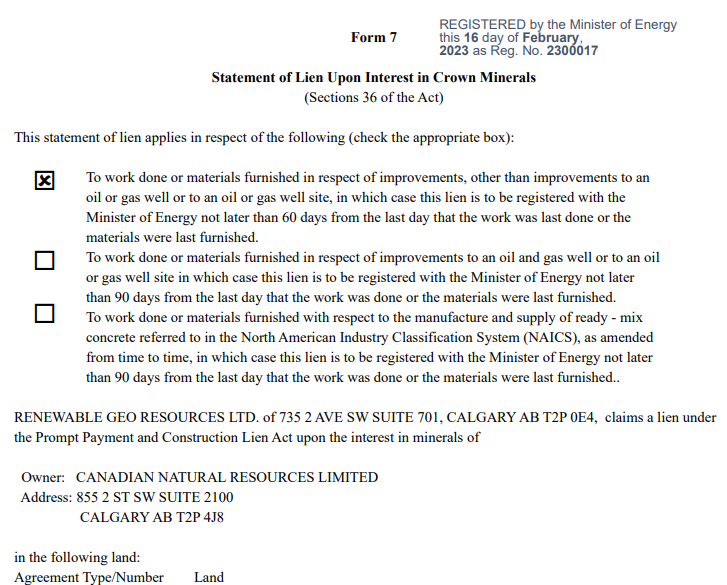 Form 7
REGISTERED by the Minister of Energy
this 16 day of February,
2023 as Reg. No. 2300017
Statement of Lien Upon Interest in Crown Minerals
(Sections 36 of the Act)
This statement of lien applies in respect of the following (check the appropriate box):
To work done or materials furnished in respect of improvements, other than improvements to an
oil or gas well or to an oil or gas well site, in which case this lien is to be registered with the
Minister of Energy not later than 60 days from the last day that the work was last done or the
materials were last furnished.
To work done or materials furnished in respect of improvements to an oil and gas well or to an oil
or gas well site in which case this lien is to be registered with the Minister of Energy not later
than 90 days from the last day that the work was done or the materials were last furnished.
To work done or materials furnished with respect to the manufacture and supply of ready - mix
concrete referred to in the North American Industry Classification System (NAICS), as amended
from time to time, in which case this lien is to be registered with the Minister of Energy not later
than 90 days from the last day that the work was done or the materials were last furnished..
RENEWABLE GEO RESOURCES LTD. of 735 2 AVE SW SUITE 701, CALGARY AB T2P 0E4, claims a lien under
the Prompt Payment and Construction Lien Act upon the interest in minerals of
Owner: CANADIAN NATURAL RESOURCES LIMITED
Address: 855 2 ST SW SUITE 2100
CALGARY AB T2P 4J8
in the following land:
Agreement Type/Number Land